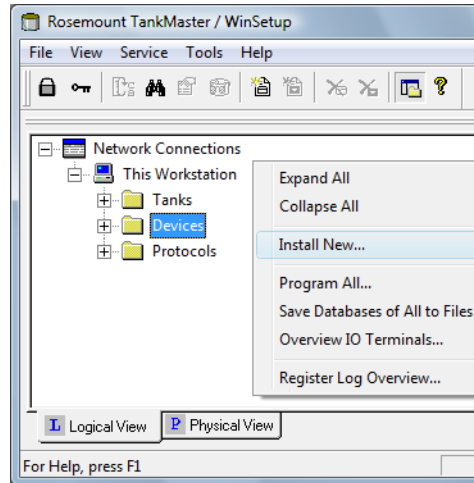 Rosemount TankMaster / WinSetup
File View Service Tools Help
Network Connections
This Workstation
Tanks
Devices
Protocols
Expand All
Collapse All
Install New...
Program All...
Save Databases of All to Files
Overview IO Terminals...
Register Log Overview...
L Logical View P Physical View
For Help, press F1